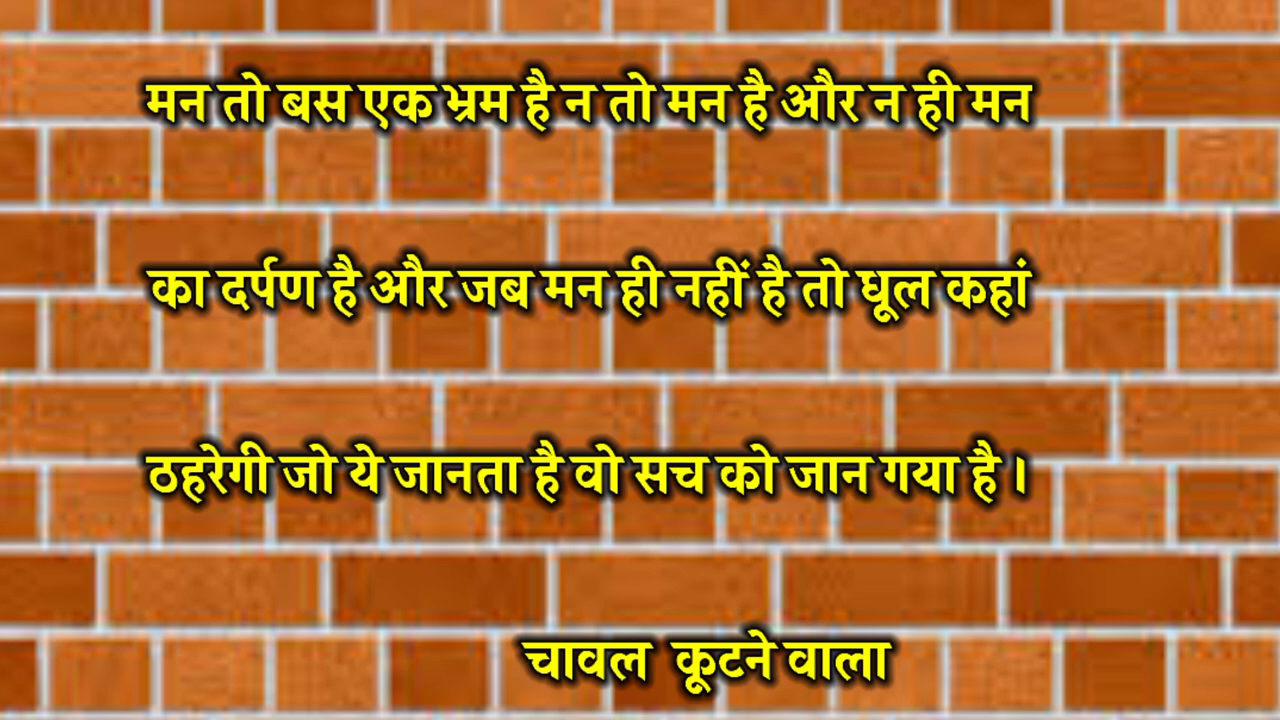 मन तो बस एक भ्रम है न तो मन है और न ही मन
का दर्पण है और जब मन ही नहीं है तो धूल कहां
ठहरेगी जो ये जानता है वो सच को जान गया है ।
चावल कूटने वाला